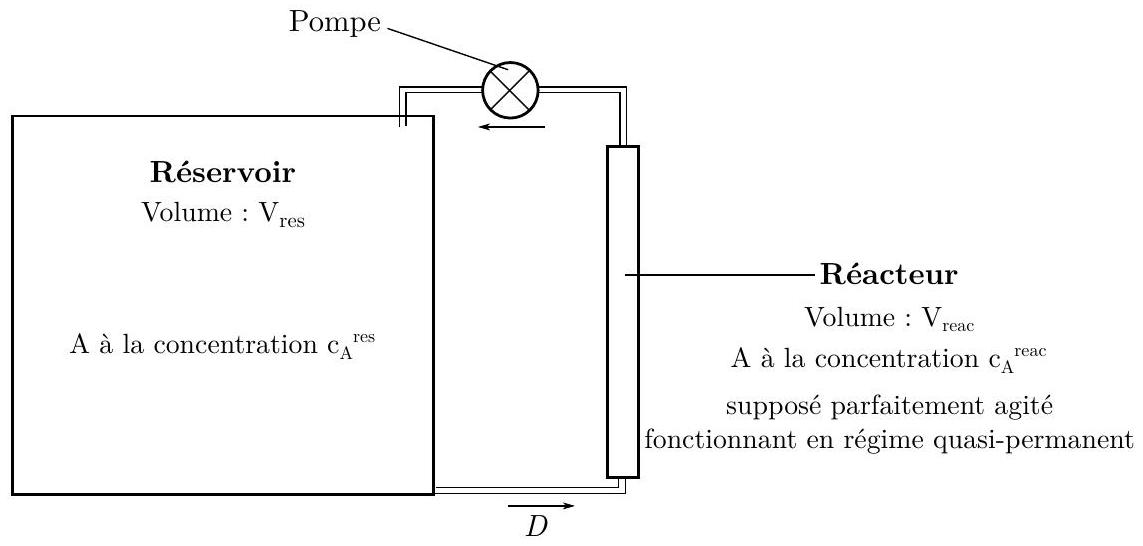 Pompe
Réservoir
Volume : V_res
A à la concentration c_A^res
Réacteur
Volume : V_reac
A à la concentration c_A^reac
supposé parfaitement agité
fonctionnant en régime quasi-permanent
D